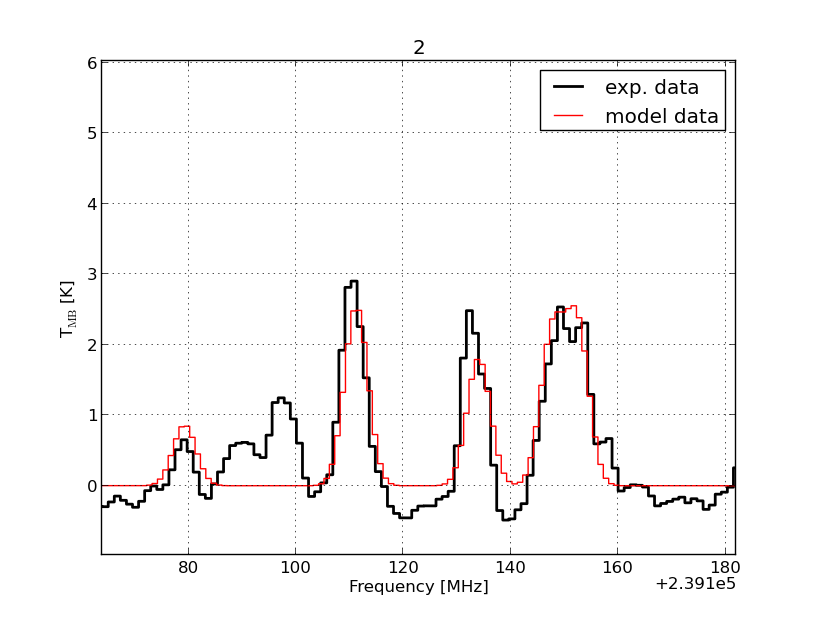 2
exp. data
model data
6
5
4
3
2
1
0
T_MB [K]
80
100
120
140
160
180
+2.391e5
Frequency [MHz]